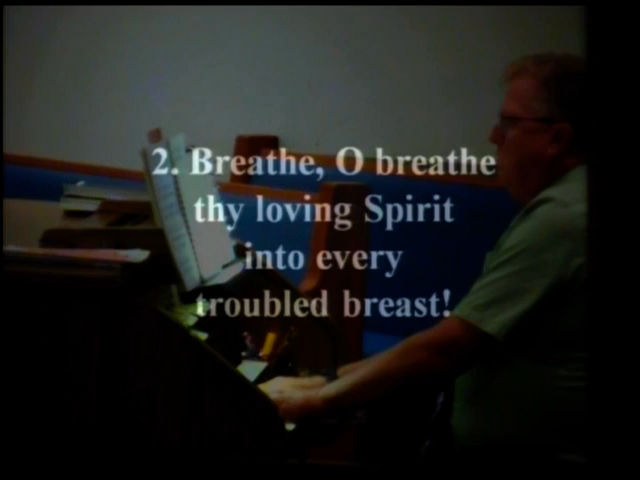 2. Breathe, O breathe
thy loving Spirit
into every
troubled breast!